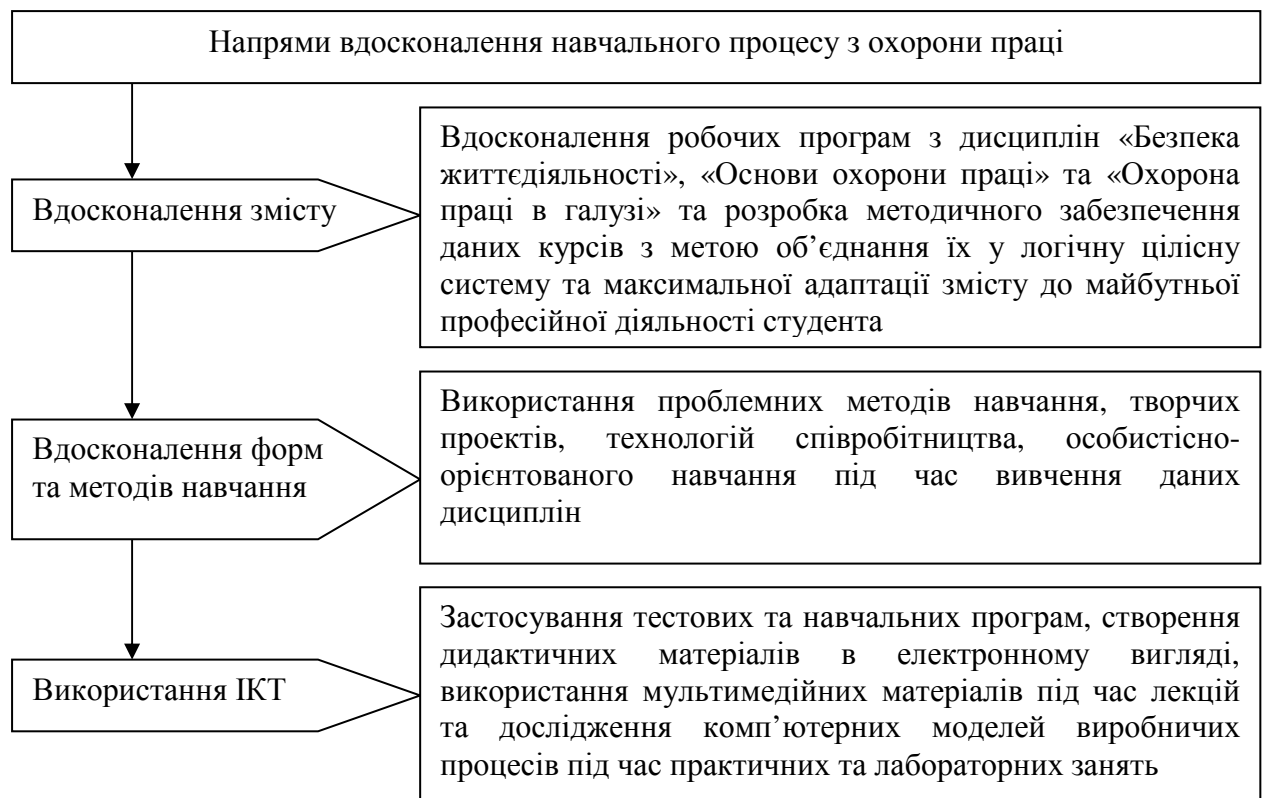 Напрями вдосконалення навчального процесу з охорони праці
Вдосконалення змісту
Вдосконалення робочих програм з дисциплін «Безпека
життєдіяльності», «Основи охорони праці» та «Охорона
праці в галузі» та розробка методичного забезпечення
даних курсів з метою об’єднання їх у логічну цілісну
систему та максимальної адаптації змісту до майбутньої
професійної діяльності студента
Вдосконалення форм
та методів навчання
Використання проблемних методів навчання, творчих
проектів, технологій співробітництва, особистісно-
орієнтованого навчання під час вивчення даних
дисциплін
Використання ІКТ
Застосування тестових та навчальних програм, створення
дидактичних матеріалів в електронному вигляді,
використання мультимедійних матеріалів під час лекцій
та дослідження комп’ютерних моделей виробничих
процесів під час практичних та лабораторних занять